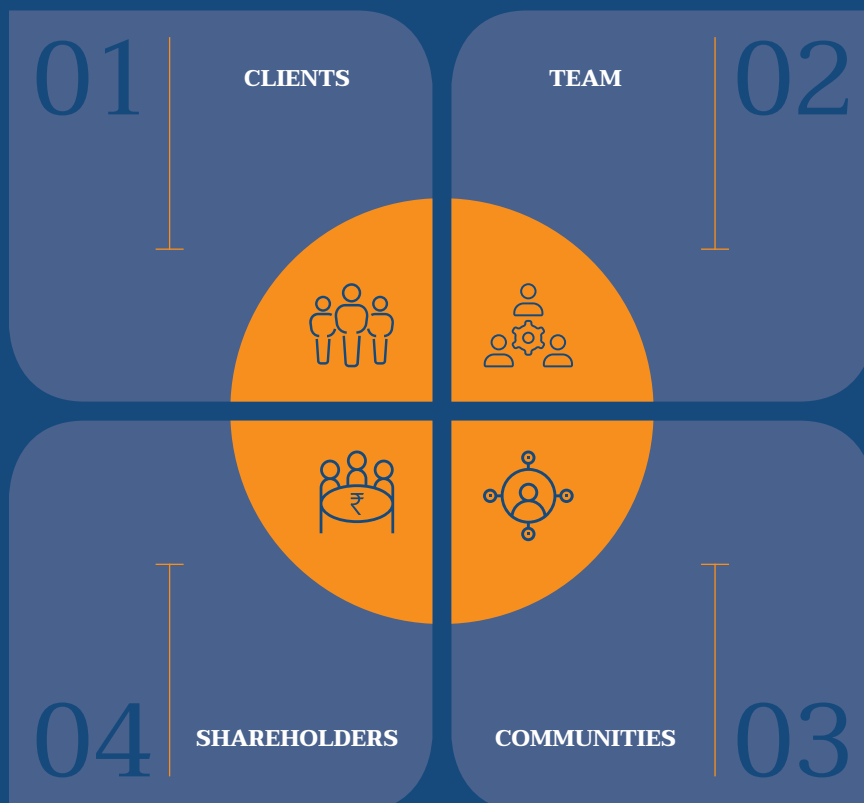 01
CLIENTS
TEAM
02
₹
04
SHAREHOLDERS
COMMUNITIES
03